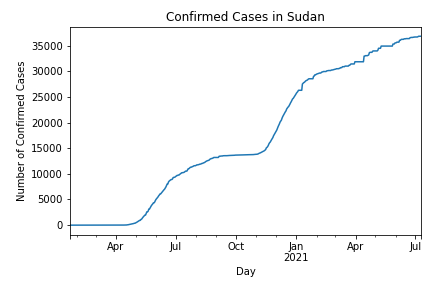 Confirmed Cases in Sudan
Number of Confirmed Cases
35000
30000
25000
20000
15000
10000
5000
0
Apr Jul Oct Jan Apr Jul
2021
Day